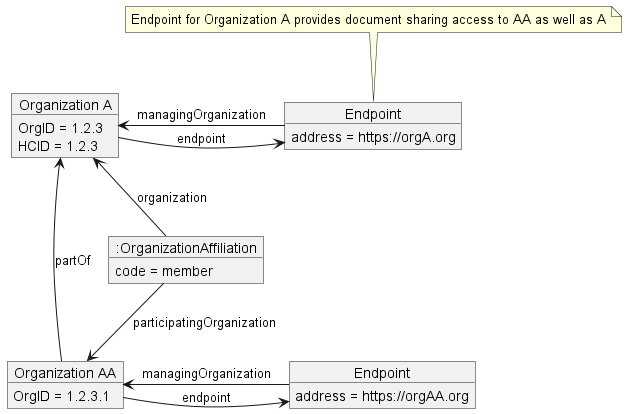 Endpoint for Organization A provides document sharing access to AA as well as A
Organization A
OrgID = 1.2.3
HCID = 1.2.3
managingOrganization
endpoint
Endpoint
address = https://orgA.org
organization
:OrganizationAffiliation
code = member
partOf
participatingOrganization
Organization AA
OrgID = 1.2.3.1
managingOrganization
endpoint
Endpoint
address = https://orgAA.org